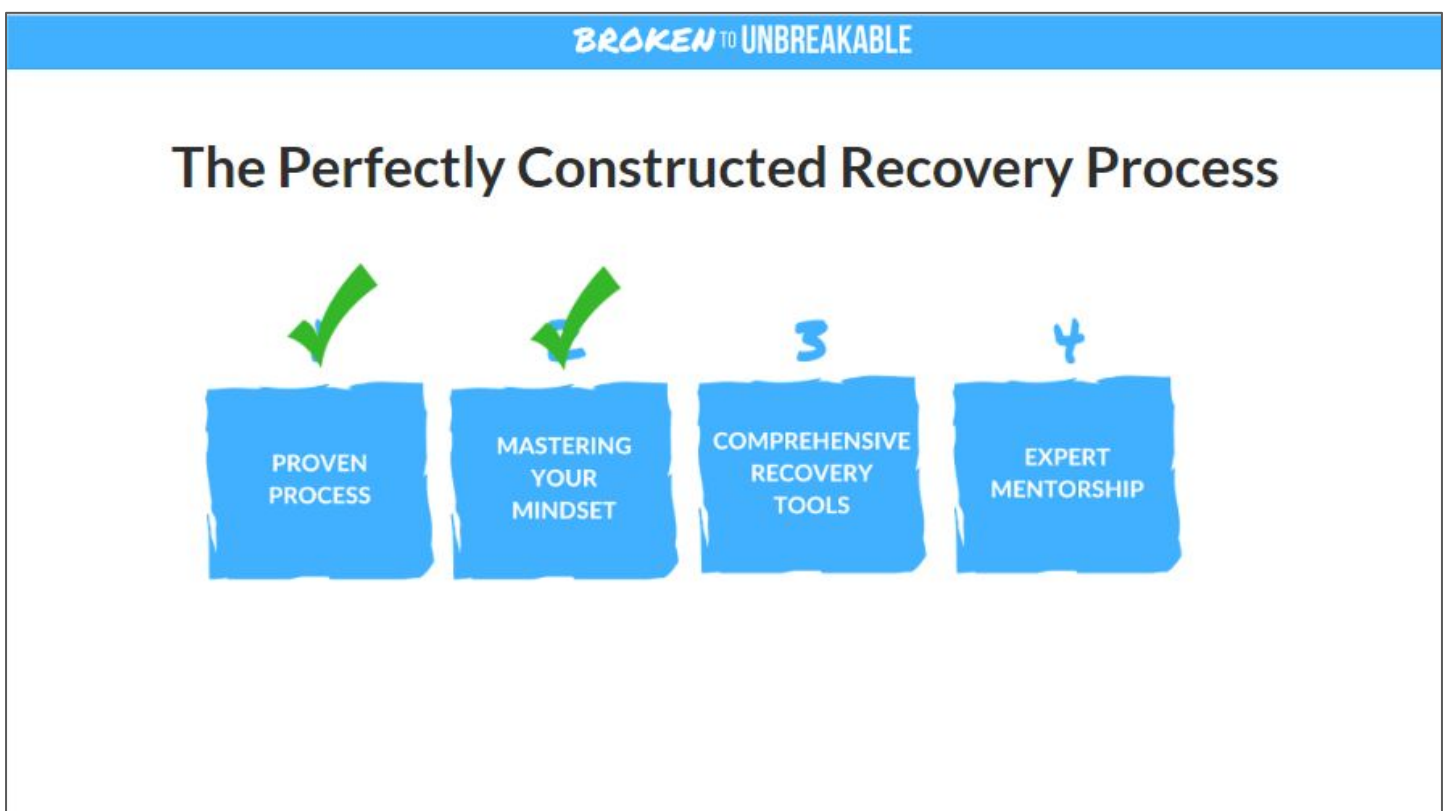 BROKEN TO UNBREAKABLE
The Perfectly Constructed Recovery Process
3
4
PROVEN
PROCESS
MASTERING
YOUR
MINDSET
COMPREHENSIVE
RECOVERY
TOOLS
EXPERT
MENTORSHIP